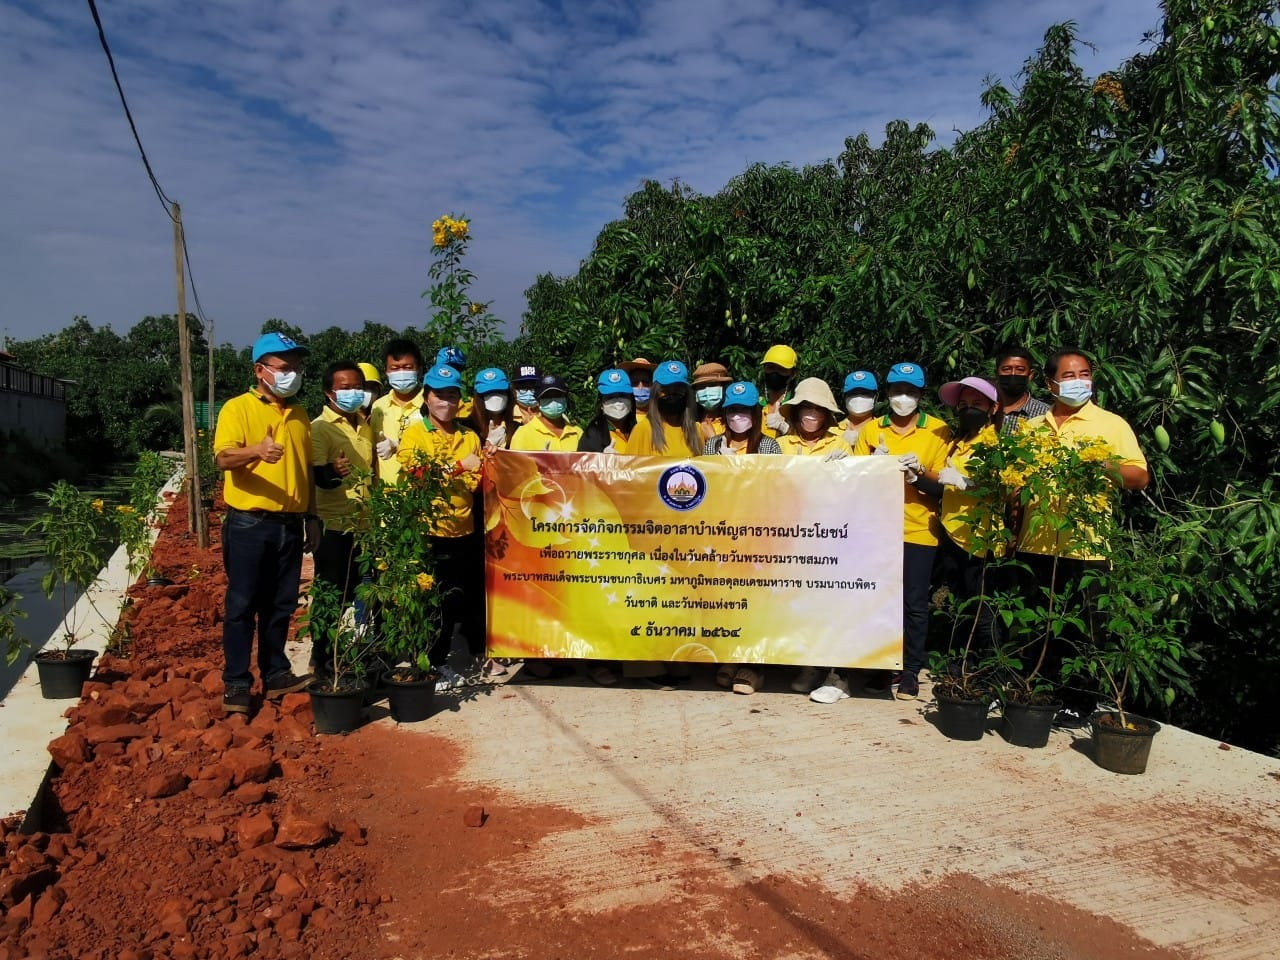 โครงการจัดกิจกรรมจิตอาสาบำเพ็ญสาธารณประโยชน์
เพื่อถวายพระราชกุศล เนื่องในวันคล้ายวันพระบรมราชสมภพ
พระบาทสมเด็จพระบรมชนกาธิเบศร มหาภูมิพลอดุลยเดชมหาราช บรมนาถบพิตร
วันชาติ และวันพ่อแห่งชาติ
๕ ธันวาคม ๒๕๖๔